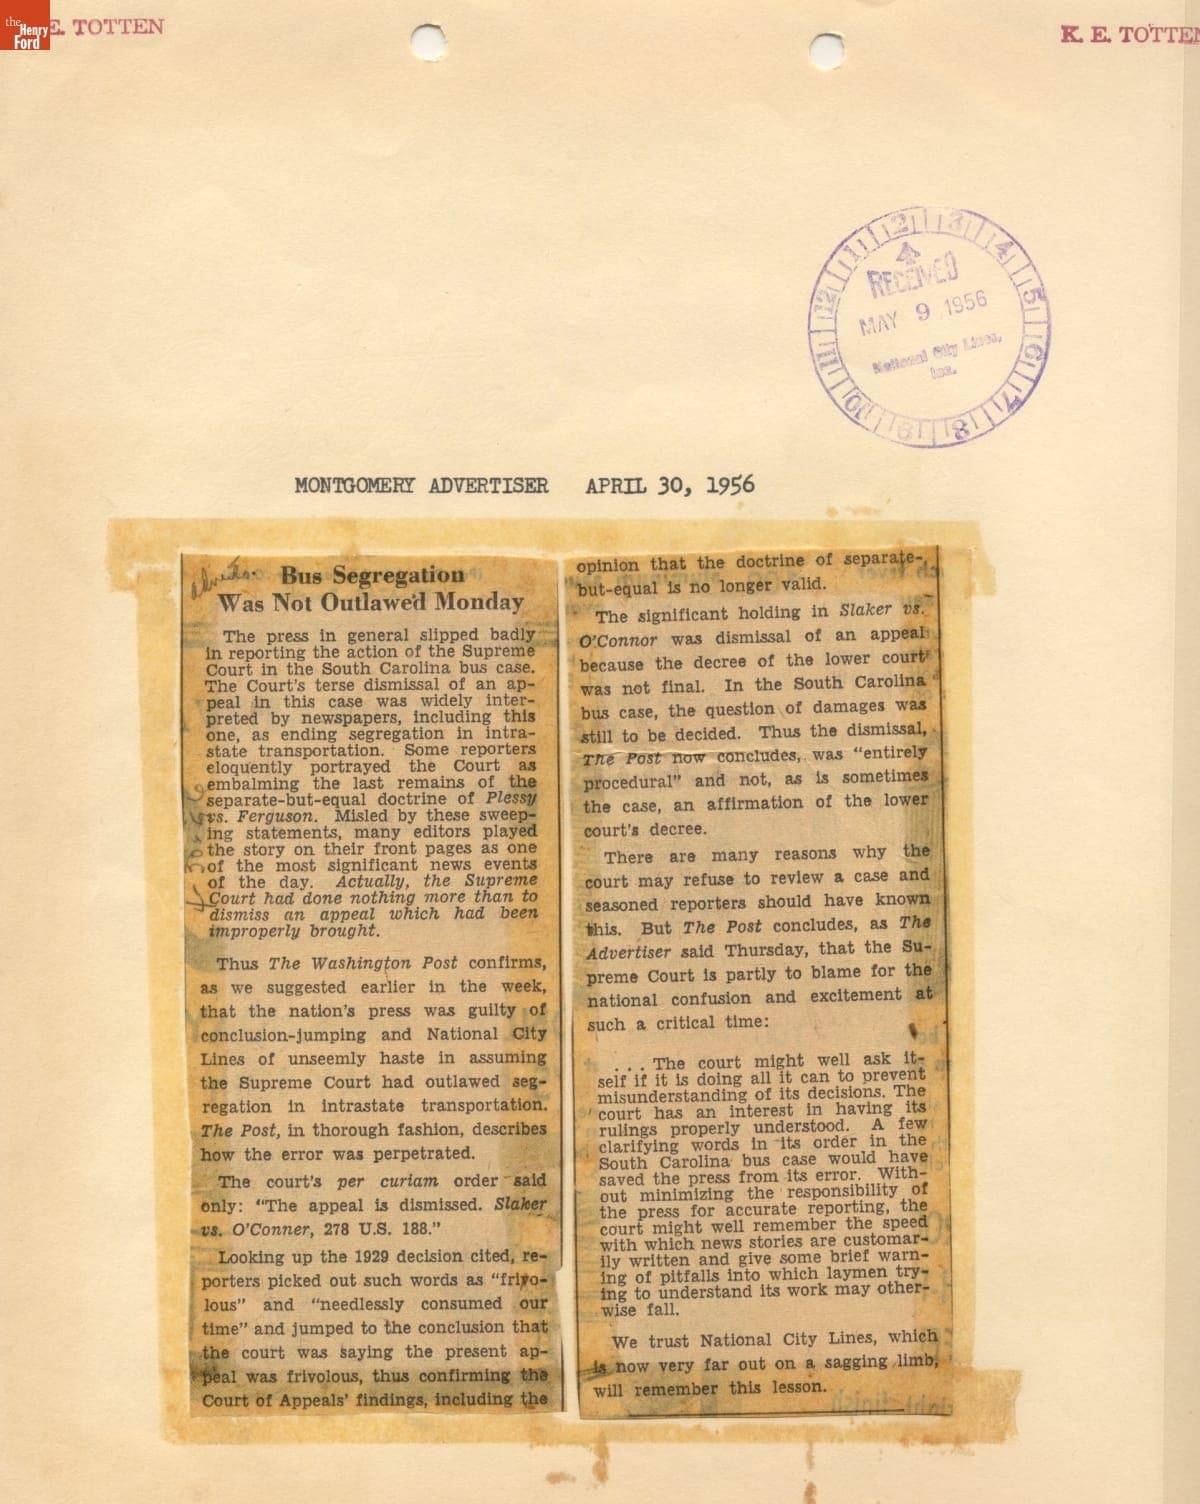 the
Henry
Ford
E. TOTTEN
K. E. TOTTEN
12 11 2 3 4 5 6 7 8 9 10 11
RECEIVED
MAY 9 1956
National City Lines,
Inc.
MONTGOMERY ADVERTISER APRIL 30, 1956
Bus Segregation
Was Not Outlawed Monday
The press in general slipped badly
in reporting the action of the Supreme
Court in the South Carolina bus case.
The Court's terse dismissal of an ap-
peal in this case was widely inter-
preted by newspapers, including this
one, as ending segregation in intra-
state transportation. Some reporters
eloquently portrayed the Court as
embalming the last remains of the
separate-but-equal doctrine of Plessy
vs. Ferguson. Misled by these sweep-
ing statements, many editors played
the story on their front pages as one
of the most significant news events
of the day. Actually, the Supreme
Court had done nothing more than to
dismiss an appeal which had been
improperly brought.
Thus The Washington Post confirms,
as we suggested earlier in the week,
that the nation's press was guilty of
conclusion-jumping and National City
Lines of unseemly haste in assuming
the Supreme Court had outlawed seg-
regation in intrastate transportation.
The Post, in thorough fashion, describes
how the error was perpetrated.
The court's per curiam order said
only: "The appeal is dismissed. Slaker
vs. O'Conner, 278 U.S. 188."
Looking up the 1929 decision cited, re-
porters picked out such words as "frivo-
lous" and "needlessly consumed our
time" and jumped to the conclusion that
the court was saying the present ap-
peal was frivolous, thus confirming the
Court of Appeals' findings, including the
opinion that the doctrine of separate-
but-equal is no longer valid.
The significant holding in Slaker vs.
O'Connor was dismissal of an appeal
because the decree of the lower court
was not final. In the South Carolina
bus case, the question of damages was
still to be decided. Thus the dismissal,
The Post now concludes, was "entirely
procedural" and not, as is sometimes
the case, an affirmation of the lower
court's decree.
There are many reasons why the
court may refuse to review a case and
seasoned reporters should have known
this. But The Post concludes, as The
Advertiser said Thursday, that the Su-
preme Court is partly to blame for the
national confusion and excitement at
such a critical time:
. . . The court might well ask it-
self if it is doing all it can to prevent
misunderstanding of its decisions. The
court has an interest in having its
rulings properly understood. A few
clarifying words in its order in the
South Carolina bus case would have
saved the press from its error. With-
out minimizing the responsibility of
the press for accurate reporting, the
court might well remember the speed
with which news stories are customar-
ily written and give some brief warn-
ing of pitfalls into which laymen try-
ing to understand its work may other-
wise fall.
We trust National City Lines, which
is now very far out on a sagging limb,
will remember this lesson.